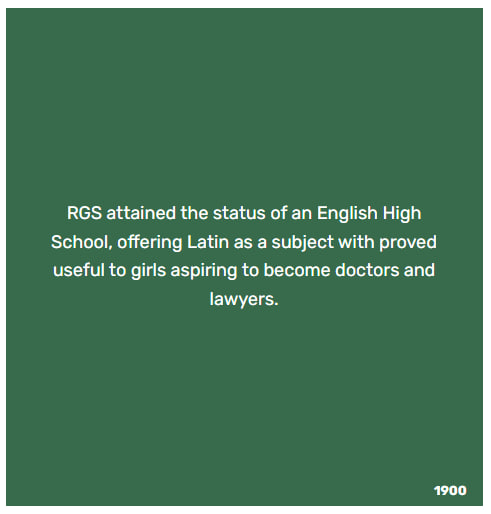 RGS attained the status of an English High
School, offering Latin as a subject with proved
useful to girls aspiring to become doctors and
lawyers.
1900